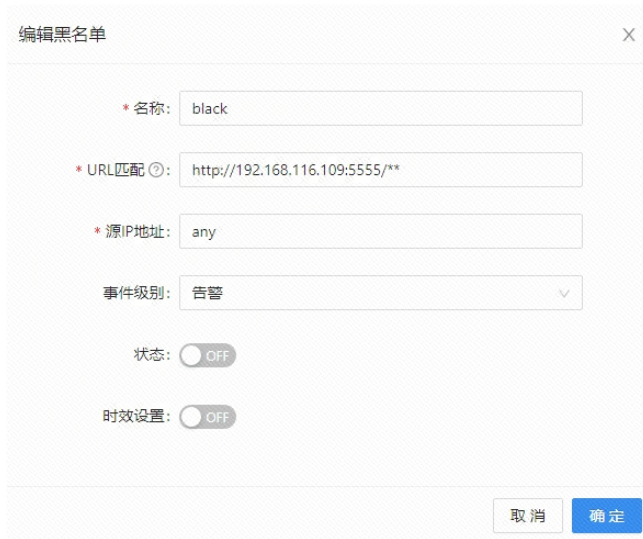 编辑黑名单
* 名称: black
* URL匹配 ?: http://192.168.116.109:5555/**
* 源IP地址: any
事件级别: 告警
状态: OFF
时效设置: OFF
取 消 确 定